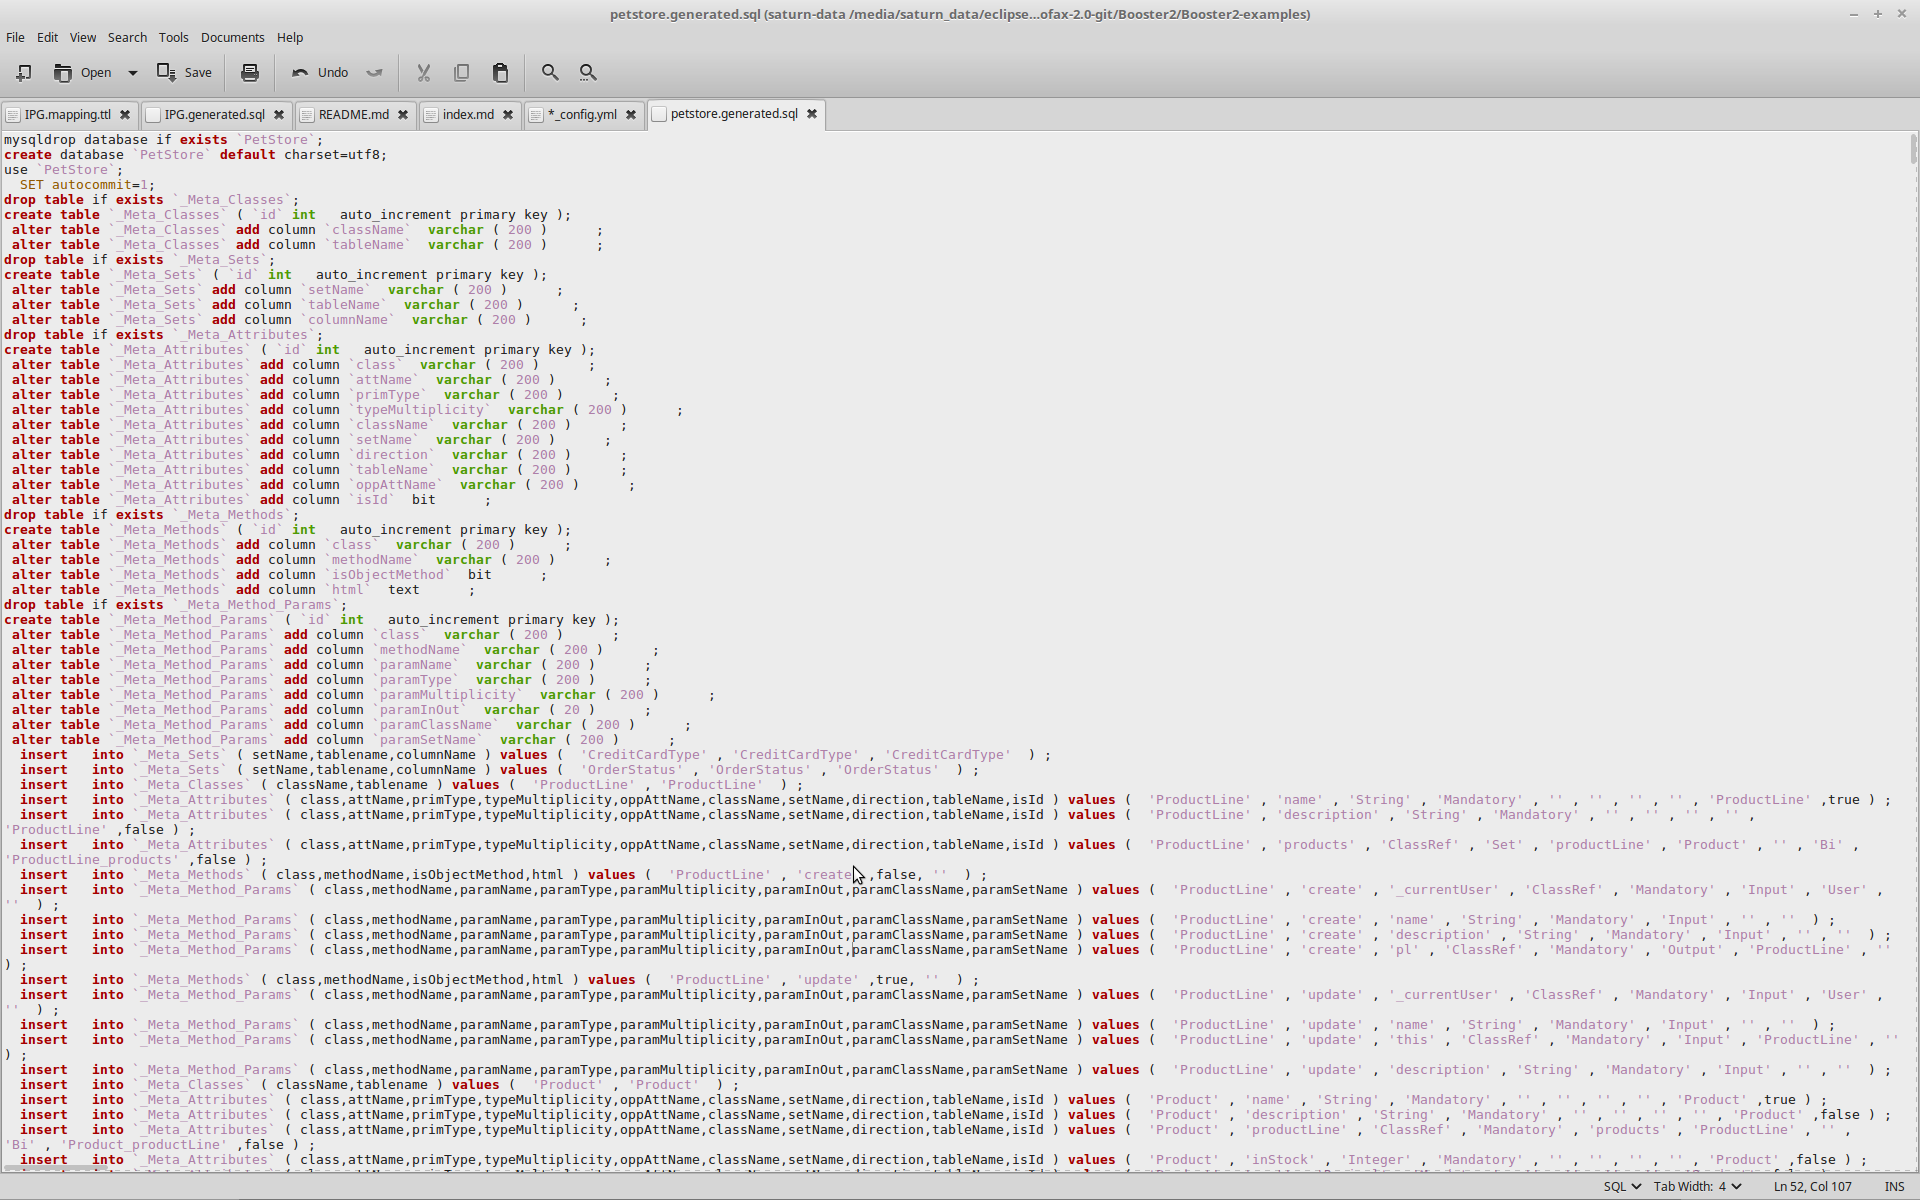 petstore.generated.sql (saturn-data /media/saturn_data/eclipse...ofax-2.0-git/Booster2/Booster2-examples)
File Edit View Search Tools Documents Help
Open Save Undo
IPG.mapping.ttl IPG.generated.sql README.md index.md *_config.yml petstore.generated.sql
mysqldrop database if exists `PetStore`;
create database `PetStore` default charset=utf8;
use `PetStore`;
  SET autocommit=1;
drop table if exists `_Meta_Classes`;
create table `_Meta_Classes` ( `id` int   auto_increment primary key );
 alter table `_Meta_Classes` add column `className`  varchar ( 200 )      ;
 alter table `_Meta_Classes` add column `tableName`  varchar ( 200 )      ;
drop table if exists `_Meta_Sets`;
create table `_Meta_Sets` ( `id` int   auto_increment primary key );
 alter table `_Meta_Sets` add column `setName`  varchar ( 200 )      ;
 alter table `_Meta_Sets` add column `tableName`  varchar ( 200 )      ;
 alter table `_Meta_Sets` add column `columnName`  varchar ( 200 )      ;
drop table if exists `_Meta_Attributes`;
create table `_Meta_Attributes` ( `id` int   auto_increment primary key );
 alter table `_Meta_Attributes` add column `class`  varchar ( 200 )      ;
 alter table `_Meta_Attributes` add column `attName`  varchar ( 200 )      ;
 alter table `_Meta_Attributes` add column `primType`  varchar ( 200 )      ;
 alter table `_Meta_Attributes` add column `typeMultiplicity`  varchar ( 200 )      ;
 alter table `_Meta_Attributes` add column `className`  varchar ( 200 )      ;
 alter table `_Meta_Attributes` add column `setName`  varchar ( 200 )      ;
 alter table `_Meta_Attributes` add column `direction`  varchar ( 200 )      ;
 alter table `_Meta_Attributes` add column `tableName`  varchar ( 200 )      ;
 alter table `_Meta_Attributes` add column `oppAttName`  varchar ( 200 )      ;
 alter table `_Meta_Attributes` add column `isId`  bit      ;
drop table if exists `_Meta_Methods`;
create table `_Meta_Methods` ( `id` int   auto_increment primary key );
 alter table `_Meta_Methods` add column `class`  varchar ( 200 )      ;
 alter table `_Meta_Methods` add column `methodName`  varchar ( 200 )      ;
 alter table `_Meta_Methods` add column `isObjectMethod`  bit      ;
 alter table `_Meta_Methods` add column `html`  text      ;
drop table if exists `_Meta_Method_Params`;
create table `_Meta_Method_Params` ( `id` int   auto_increment primary key );
 alter table `_Meta_Method_Params` add column `class`  varchar ( 200 )      ;
 alter table `_Meta_Method_Params` add column `methodName`  varchar ( 200 )      ;
 alter table `_Meta_Method_Params` add column `paramName`  varchar ( 200 )      ;
 alter table `_Meta_Method_Params` add column `paramType`  varchar ( 200 )      ;
 alter table `_Meta_Method_Params` add column `paramMultiplicity`  varchar ( 200 )      ;
 alter table `_Meta_Method_Params` add column `paramInOut`  varchar ( 20 )      ;
 alter table `_Meta_Method_Params` add column `paramClassName`  varchar ( 200 )      ;
 alter table `_Meta_Method_Params` add column `paramSetName`  varchar ( 200 )      ;
  insert   into `_Meta_Sets` ( setName,tablename,columnName ) values (  'CreditCardType' , 'CreditCardType' , 'CreditCardType'  ) ;
  insert   into `_Meta_Sets` ( setName,tablename,columnName ) values (  'OrderStatus' , 'OrderStatus' , 'OrderStatus'  ) ;
  insert   into `_Meta_Classes` ( className,tablename ) values (  'ProductLine' , 'ProductLine'  ) ;
  insert   into `_Meta_Attributes` ( class,attName,primType,typeMultiplicity,oppAttName,className,setName,direction,tableName,isId ) values (  'ProductLine' , 'name' , 'String' , 'Mandatory' , '' , '' , '' , '' , 'ProductLine' ,true ) ;
  insert   into `_Meta_Attributes` ( class,attName,primType,typeMultiplicity,oppAttName,className,setName,direction,tableName,isId ) values (  'ProductLine' , 'description' , 'String' , 'Mandatory' , '' , '' , '' , '' ,
'ProductLine' ,false ) ;
  insert   into `_Meta_Attributes` ( class,attName,primType,typeMultiplicity,oppAttName,className,setName,direction,tableName,isId ) values (  'ProductLine' , 'products' , 'ClassRef' , 'Set' , 'productLine' , 'Product' , '' , 'Bi' ,
'ProductLine_products' ,false ) ;
  insert   into `_Meta_Methods` ( class,methodName,isObjectMethod,html ) values (  'ProductLine' , 'create' ,false, ''  ) ;
  insert   into `_Meta_Method_Params` ( class,methodName,paramName,paramType,paramMultiplicity,paramInOut,paramClassName,paramSetName ) values (  'ProductLine' , 'create' , '_currentUser' , 'ClassRef' , 'Mandatory' , 'Input' , 'User' ,
''  ) ;
  insert   into `_Meta_Method_Params` ( class,methodName,paramName,paramType,paramMultiplicity,paramInOut,paramClassName,paramSetName ) values (  'ProductLine' , 'create' , 'name' , 'String' , 'Mandatory' , 'Input' , '' , ''  ) ;
  insert   into `_Meta_Method_Params` ( class,methodName,paramName,paramType,paramMultiplicity,paramInOut,paramClassName,paramSetName ) values (  'ProductLine' , 'create' , 'description' , 'String' , 'Mandatory' , 'Input' , '' , ''  ) ;
  insert   into `_Meta_Method_Params` ( class,methodName,paramName,paramType,paramMultiplicity,paramInOut,paramClassName,paramSetName ) values (  'ProductLine' , 'create' , 'pl' , 'ClassRef' , 'Mandatory' , 'Output' , 'ProductLine' , ''
) ;
  insert   into `_Meta_Methods` ( class,methodName,isObjectMethod,html ) values (  'ProductLine' , 'update' ,true, ''  ) ;
  insert   into `_Meta_Method_Params` ( class,methodName,paramName,paramType,paramMultiplicity,paramInOut,paramClassName,paramSetName ) values (  'ProductLine' , 'update' , '_currentUser' , 'ClassRef' , 'Mandatory' , 'Input' , 'User' ,
''  ) ;
  insert   into `_Meta_Method_Params` ( class,methodName,paramName,paramType,paramMultiplicity,paramInOut,paramClassName,paramSetName ) values (  'ProductLine' , 'update' , 'name' , 'String' , 'Mandatory' , 'Input' , '' , ''  ) ;
  insert   into `_Meta_Method_Params` ( class,methodName,paramName,paramType,paramMultiplicity,paramInOut,paramClassName,paramSetName ) values (  'ProductLine' , 'update' , 'this' , 'ClassRef' , 'Mandatory' , 'Input' , 'ProductLine' , ''
) ;
  insert   into `_Meta_Method_Params` ( class,methodName,paramName,paramType,paramMultiplicity,paramInOut,paramClassName,paramSetName ) values (  'ProductLine' , 'update' , 'description' , 'String' , 'Mandatory' , 'Input' , '' , ''  ) ;
  insert   into `_Meta_Classes` ( className,tablename ) values (  'Product' , 'Product'  ) ;
  insert   into `_Meta_Attributes` ( class,attName,primType,typeMultiplicity,oppAttName,className,setName,direction,tableName,isId ) values (  'Product' , 'name' , 'String' , 'Mandatory' , '' , '' , '' , '' , 'Product' ,true ) ;
  insert   into `_Meta_Attributes` ( class,attName,primType,typeMultiplicity,oppAttName,className,setName,direction,tableName,isId ) values (  'Product' , 'description' , 'String' , 'Mandatory' , '' , '' , '' , '' , 'Product' ,false ) ;
  insert   into `_Meta_Attributes` ( class,attName,primType,typeMultiplicity,oppAttName,className,setName,direction,tableName,isId ) values (  'Product' , 'productLine' , 'ClassRef' , 'Mandatory' , 'products' , 'ProductLine' , '' ,
'Bi' , 'Product_productLine' ,false ) ;
  insert   into `_Meta_Attributes` ( class,attName,primType,typeMultiplicity,oppAttName,className,setName,direction,tableName,isId ) values (  'Product' , 'inStock' , 'Integer' , 'Mandatory' , '' , '' , '' , '' , 'Product' ,false ) ;
SQL Tab Width: 4 Ln 52, Col 107 INS